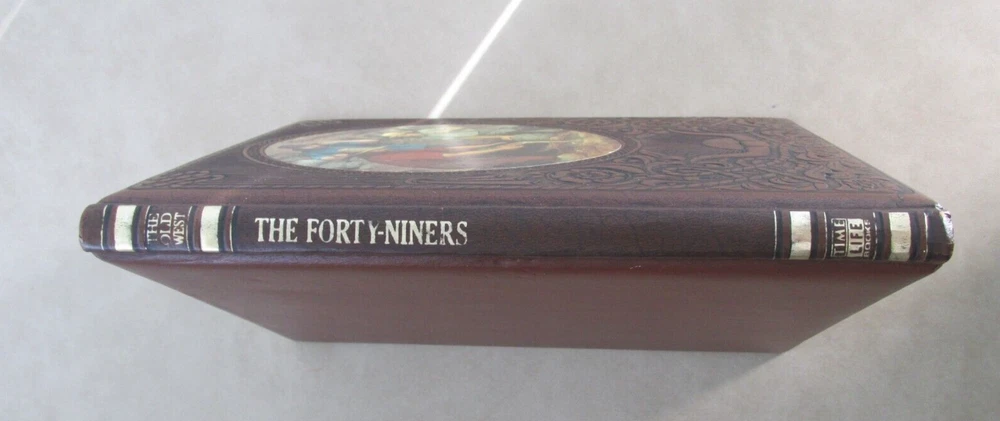 THE
OLD
WEST
THE FORTY-NINERS
TIME
LIFE
BOOKS